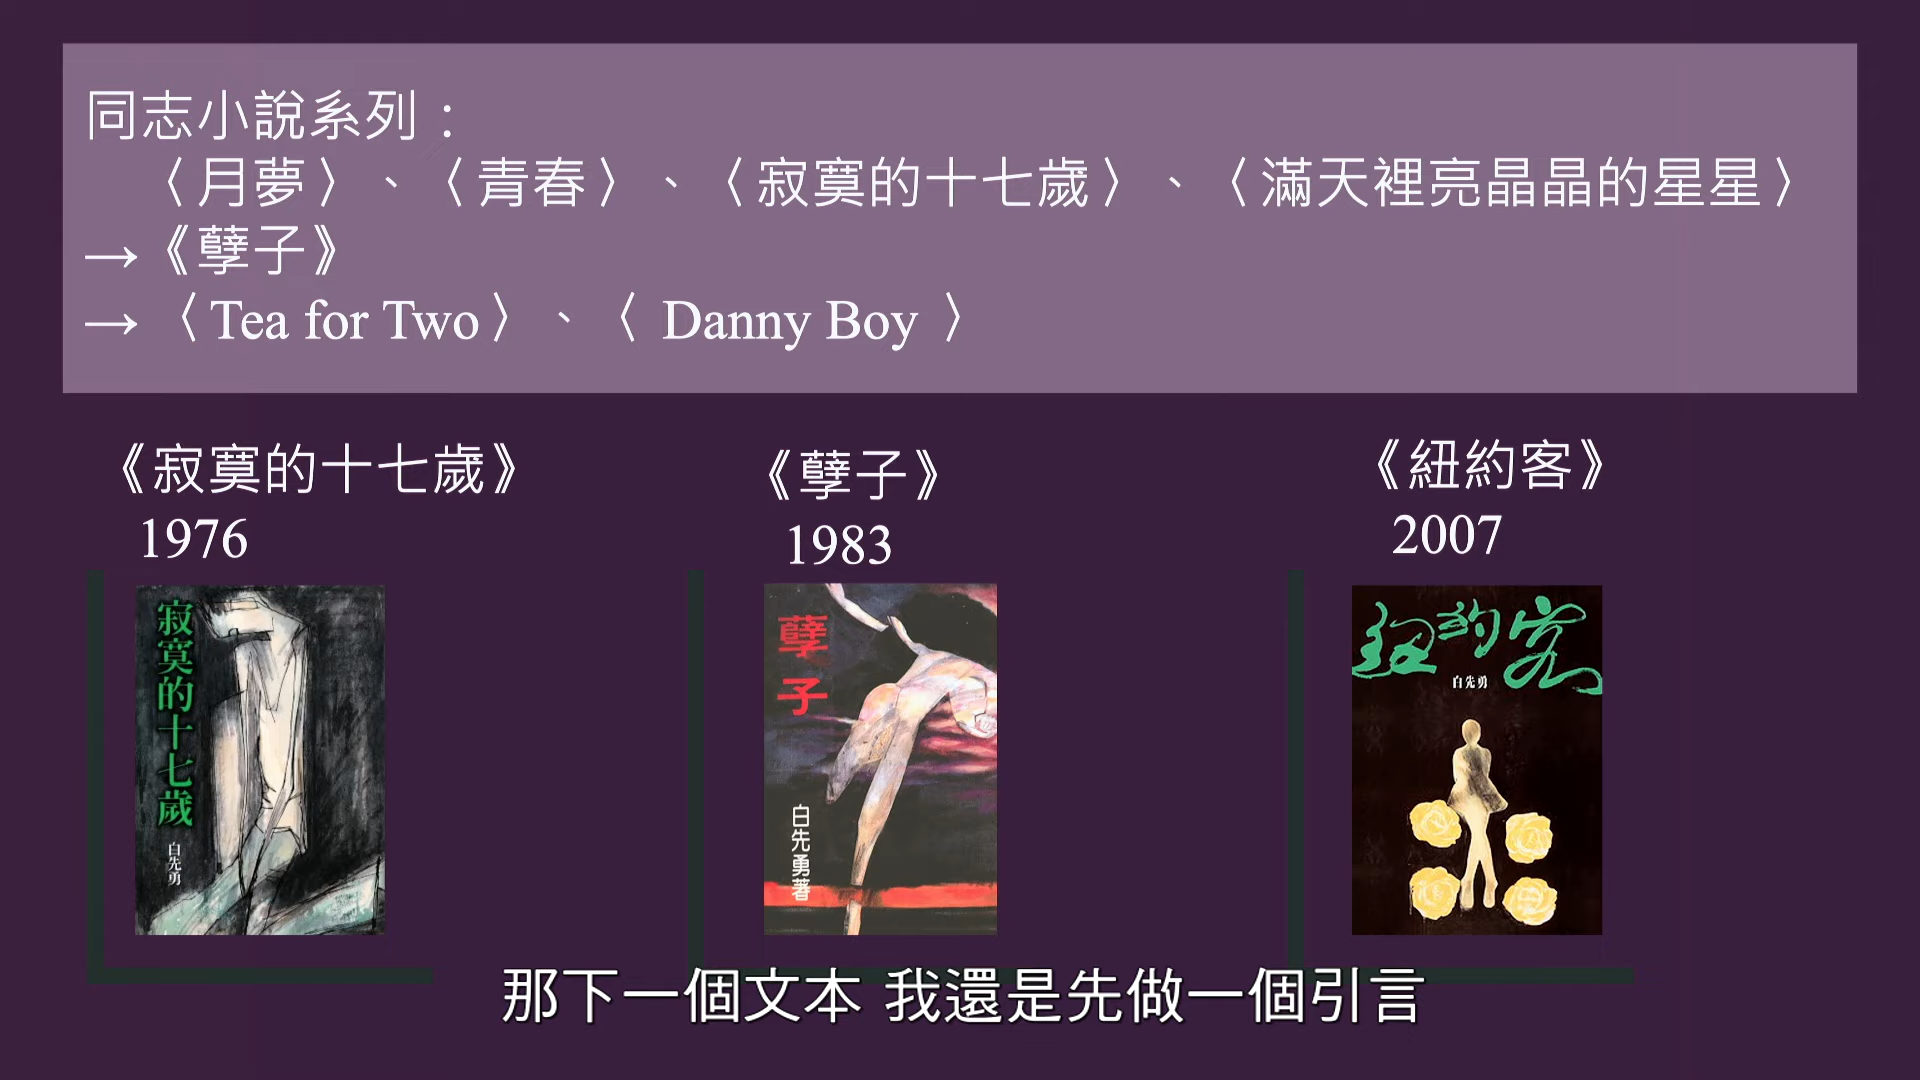 同志小說系列：
〈月夢〉、〈青春〉、〈寂寞的十七歲〉、〈滿天裡亮晶晶的星星〉
→《孽子》
→〈Tea for Two〉、〈 Danny Boy 〉
《寂寞的十七歲》
1976
《孽子》
1983
《紐約客》
2007
寂寞的十七歲
白先勇
孽子
白先勇著
紐約客
白先勇
那下一個文本 我還是先做一個引言